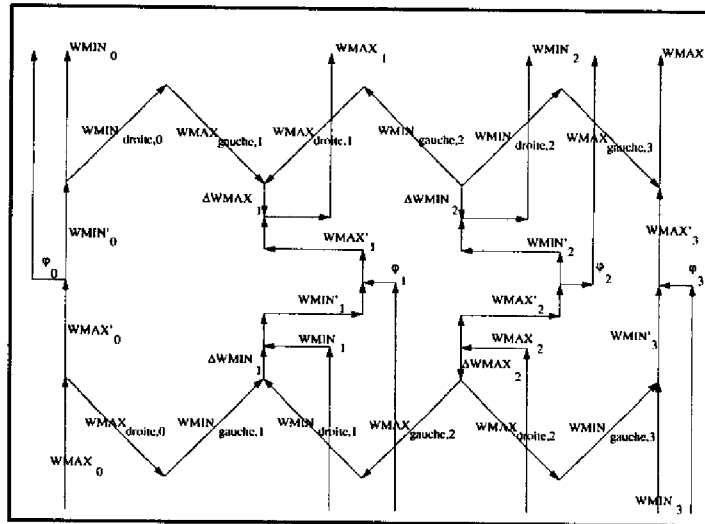 WMIN 0
WMAX 1
WMIN 2
WMAX
WMIN droite,0
WMAX gauche,1
WMAX droite,1
WMIN gauche,2
WMIN droite,2
WMAX gauche,3
ΔWMAX 1
ΔWMIN 2
WMIN' 0
WMAX' 1
WMIN' 2
WMAX' 3
φ 0
φ 1
φ 2
φ 3
WMAX' 0
WMIN' 1
WMAX' 2
WMIN' 3
WMIN 1
WMAX 2
ΔWMIN 1
ΔWMAX 2
WMAX droite,0
WMIN gauche,1
WMIN droite,1
WMAX gauche,2
WMAX droite,2
WMIN gauche,3
WMAX 0
WMIN 3